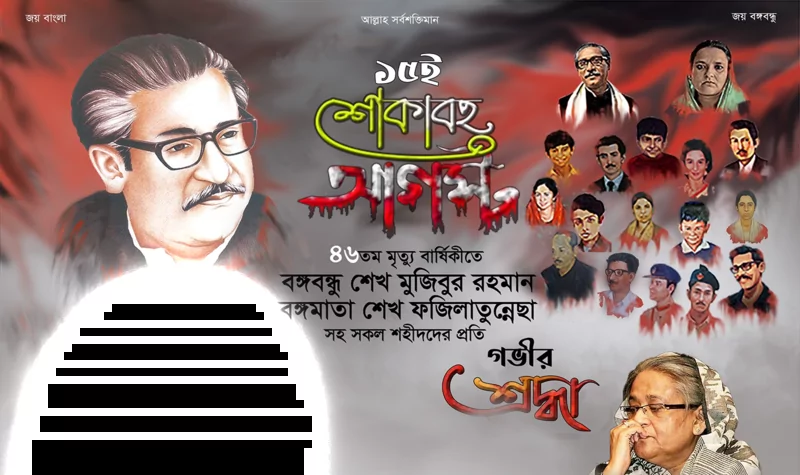 জয় বাংলা
আল্লাহ সর্বশক্তিমান
জয় বঙ্গবন্ধু
১৫ই
শোকাবহ
আগস্ট
৪৬তম মৃত্যু বার্ষিকীতে
বঙ্গবন্ধু শেখ মুজিবুর রহমান
বঙ্গমাতা শেখ ফজিলাতুন্নেছা
সহ সকল শহীদদের প্রতি
গভীর
শ্রদ্ধা